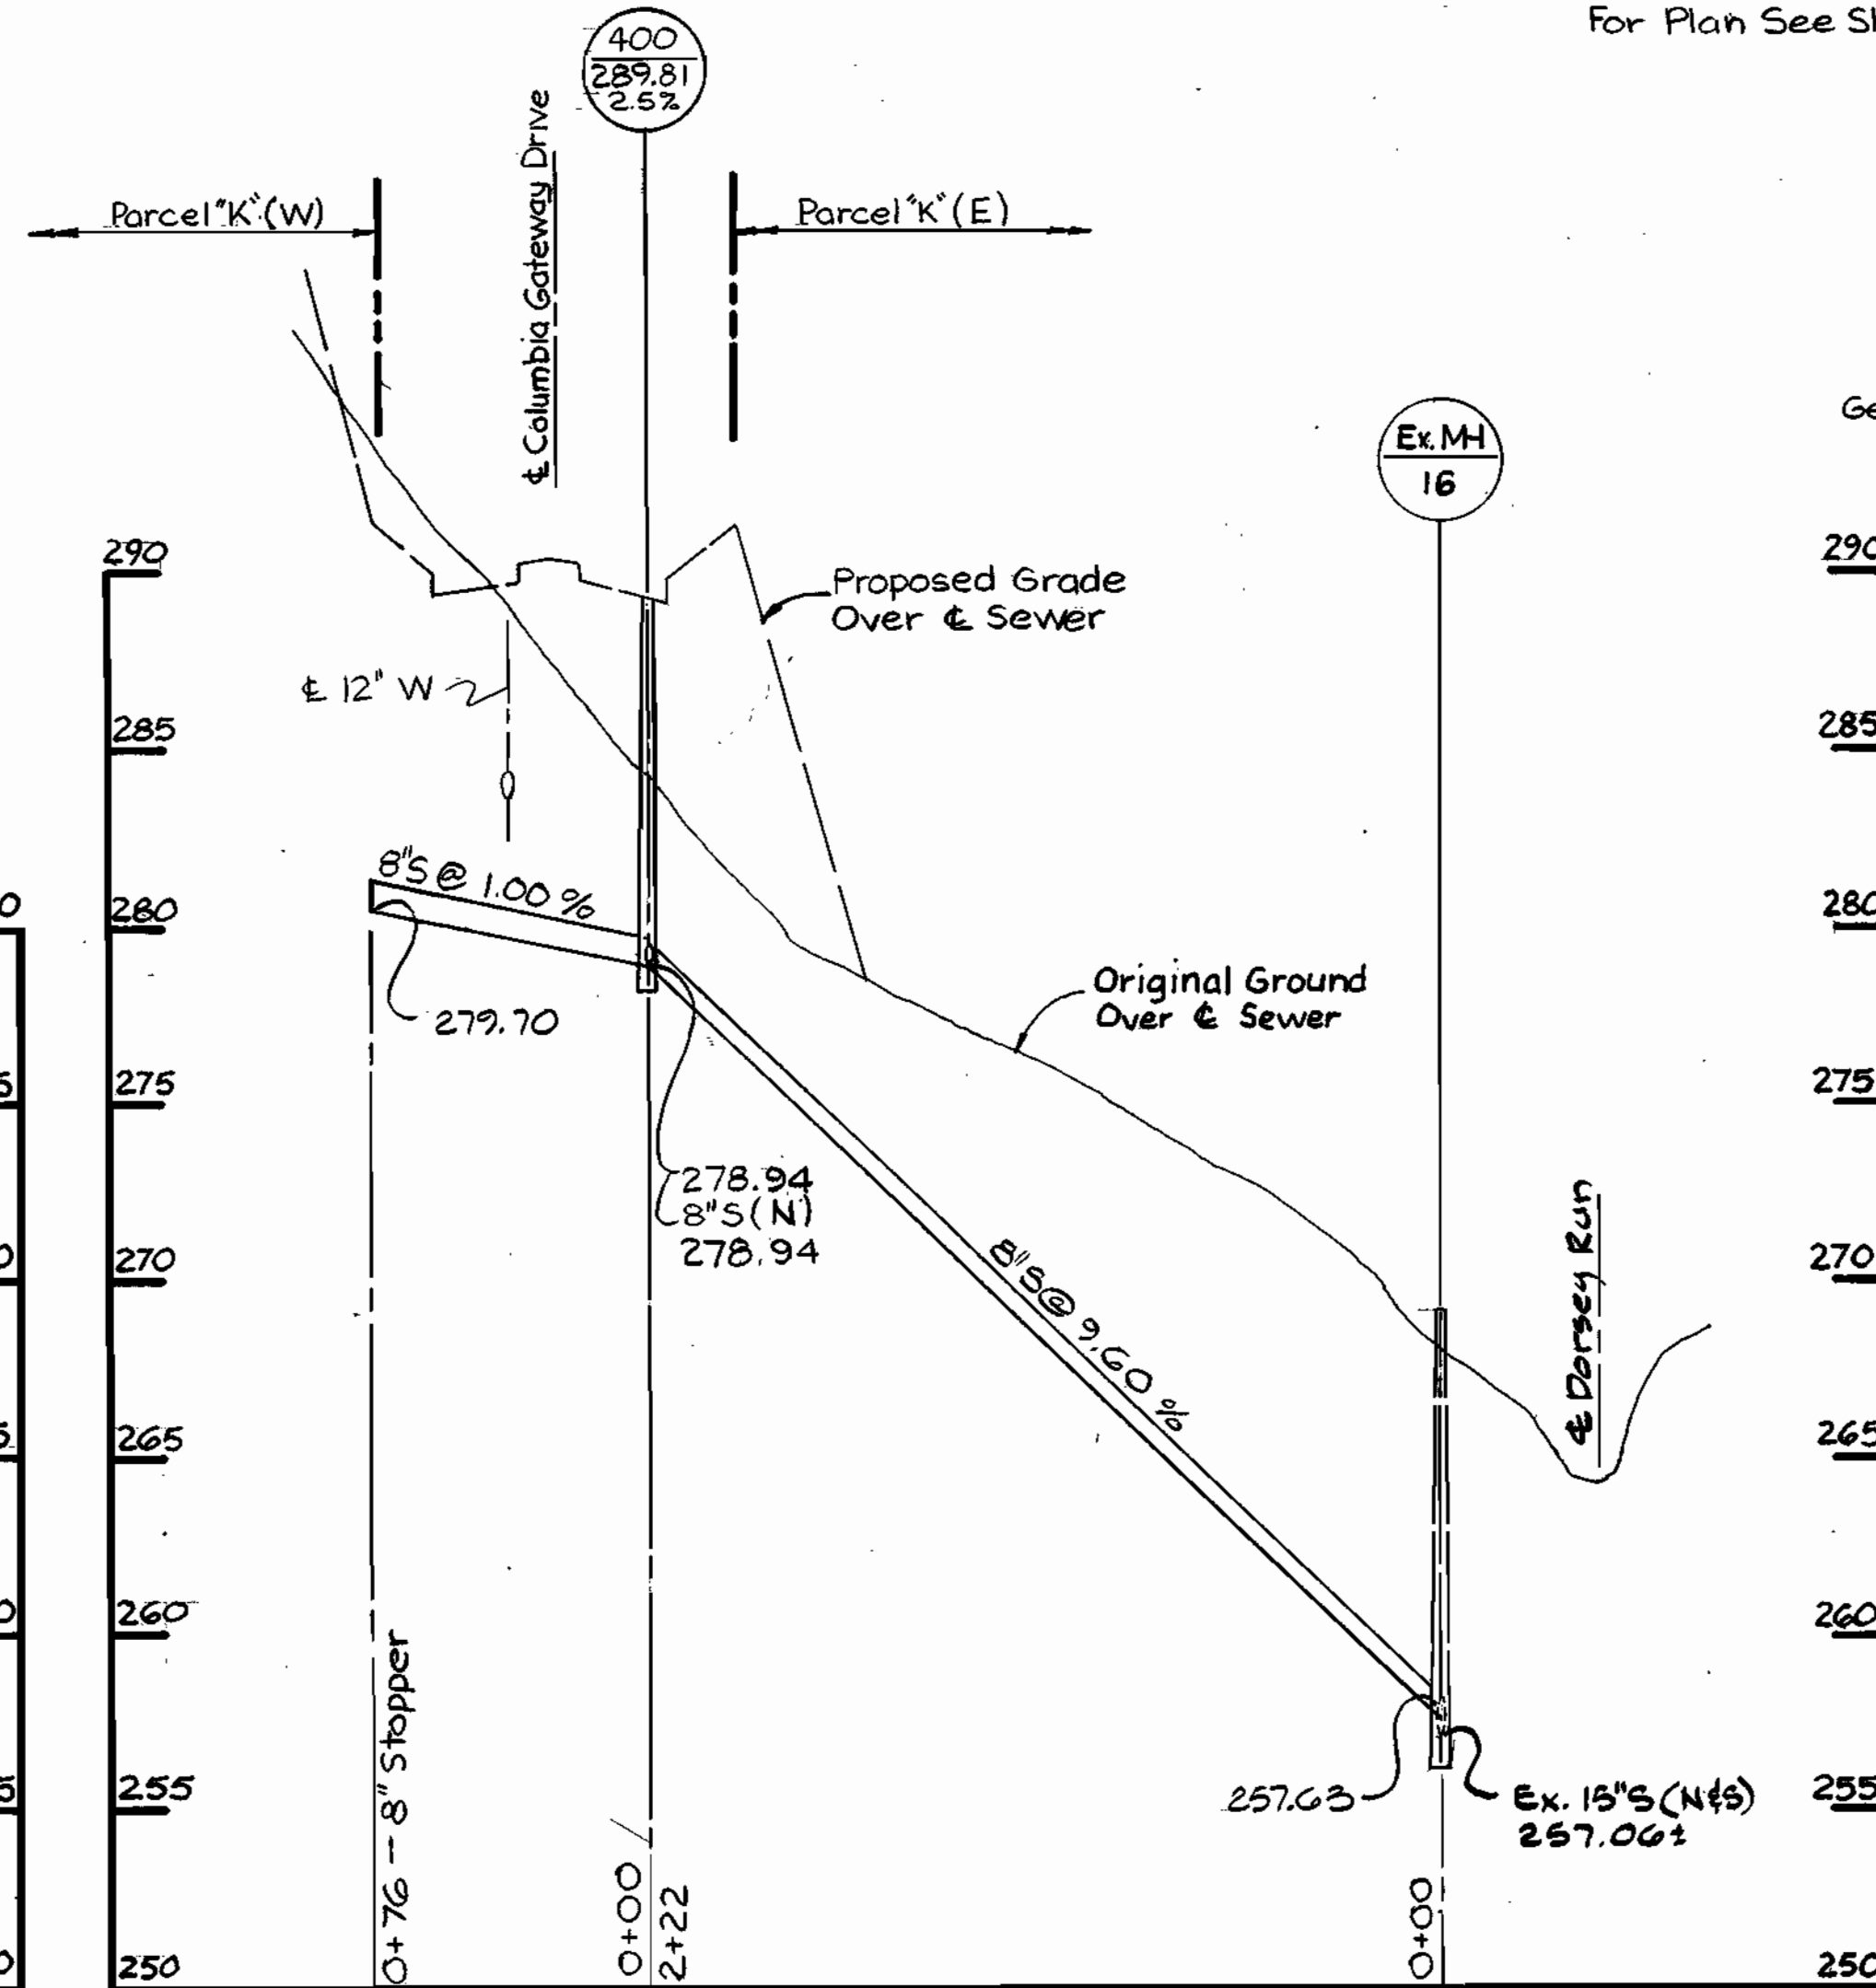 For Plan See
400
289.81
2.5%
℄ Columbia Gateway Drive
Parcel "K" (W)
Parcel "K" (E)
Ex. MH
16
290
290
Proposed Grade
Over ℄ Sewer
℄ 12" W
285
285
8"S @ 1.00 %
280
280
279.70
Original Ground
Over ℄ Sewer
275
275
278.94
8"S (N)
278.94
270
270
8"S @ 9.60 %
℄ Dorsey Run
265
265
260
260
0+76 - 8" Stopper
257.63
Ex. 15"S (N&S)
257.06±
255
255
0+00
2+22
0+00
250
250